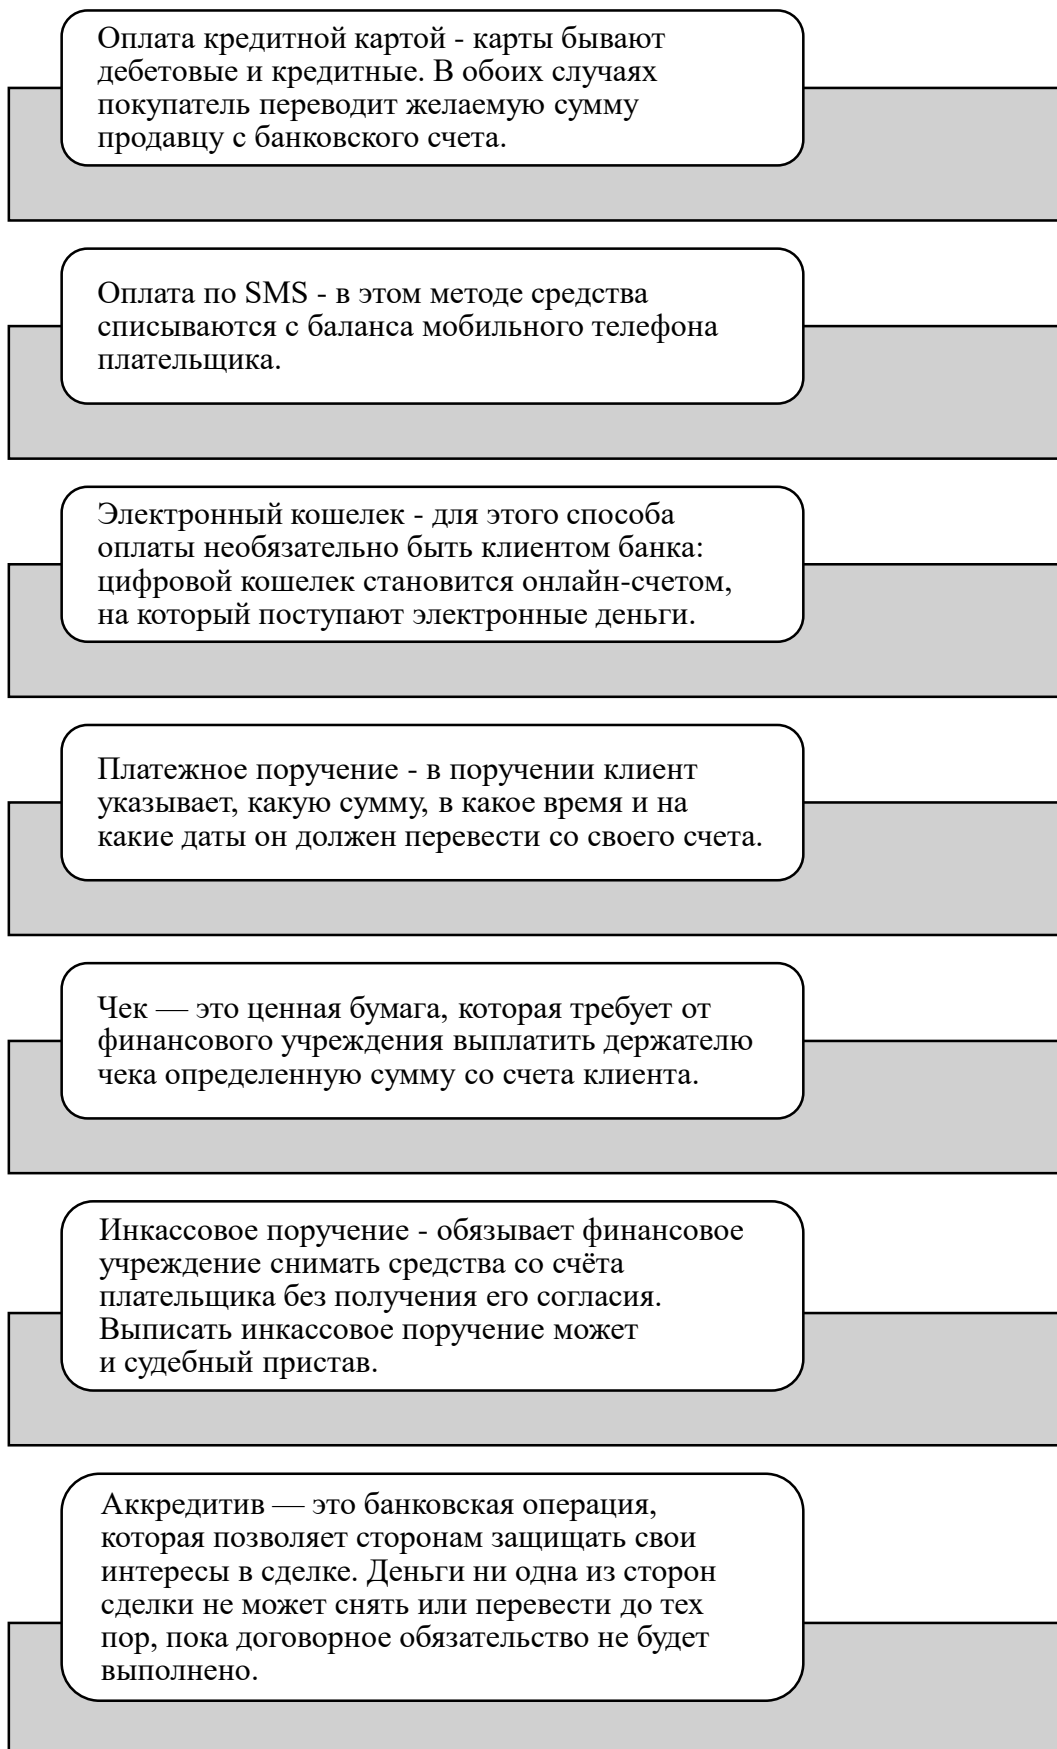 Оплата кредитной картой - карты бывают
дебетовые и кредитные. В обоих случаях
покупатель переводит желаемую сумму
продавцу с банковского счета.
Оплата по SMS - в этом методе средства
списываются с баланса мобильного телефона
плательщика.
Электронный кошелек - для этого способа
оплаты необязательно быть клиентом банка:
цифровой кошелек становится онлайн-счетом,
на который поступают электронные деньги.
Платежное поручение - в поручении клиент
указывает, какую сумму, в какое время и на
какие даты он должен перевести со своего счета.
Чек — это ценная бумага, которая требует от
финансового учреждения выплатить держателю
чека определенную сумму со счета клиента.
Инкассовое поручение - обязывает финансовое
учреждение снимать средства со счёта
плательщика без получения его согласия.
Выписать инкассовое поручение может
и судебный пристав.
Аккредитив — это банковская операция,
которая позволяет сторонам защищать свои
интересы в сделке. Деньги ни одна из сторон
сделки не может снять или перевести до тех
пор, пока договорное обязательство не будет
выполнено.